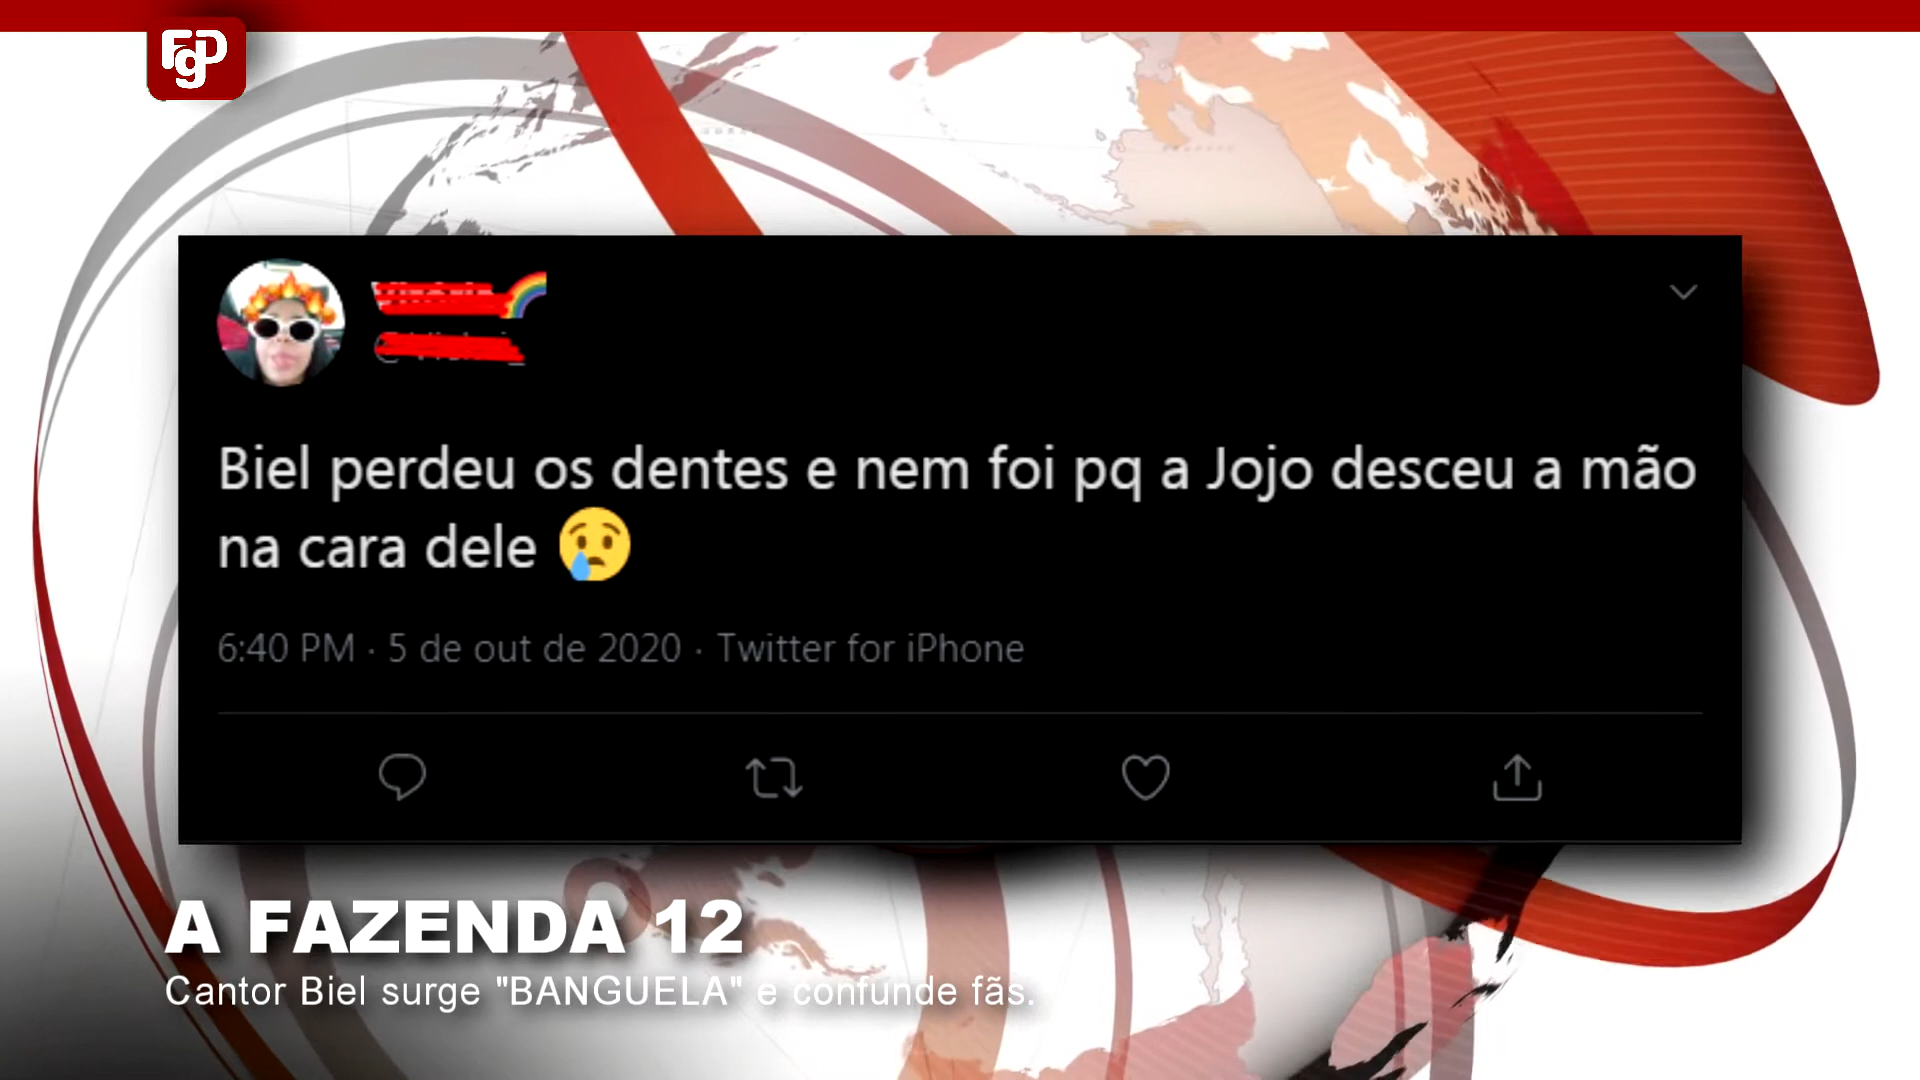 FgP
Biel perdeu os dentes e nem foi pq a Jojo desceu a mão
na cara dele 😢
6:40 PM · 5 de out de 2020 · Twitter for iPhone
A FAZENDA 12
Cantor Biel surge "BANGUELA" e confunde fãs.